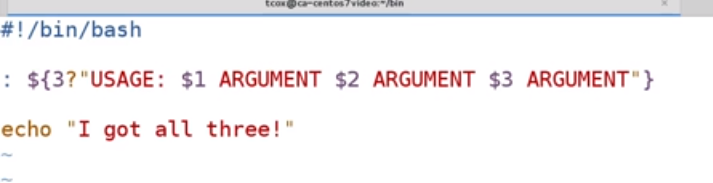 tcox@ca-centos7video:~/bin
#!/bin/bash
: ${3?"USAGE: $1 ARGUMENT $2 ARGUMENT $3 ARGUMENT"}
echo "I got all three!"
~
~